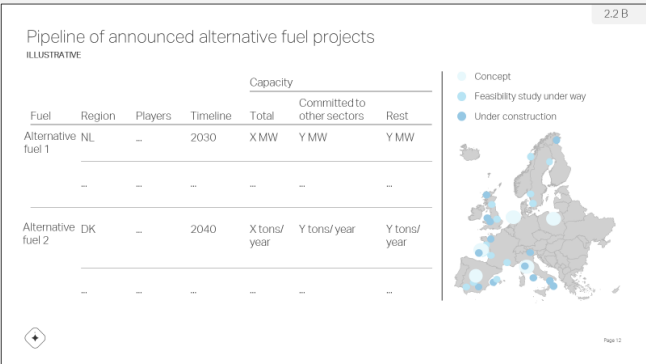 2.2 B
Pipeline of announced alternative fuel projects
ILLUSTRATIVE
Capacity
Fuel Region Players Timeline Total Committed to other sectors Rest
Alternative fuel 1 NL ... 2030 X MW Y MW Y MW
... ... ... ... ... ...
Alternative fuel 2 DK ... 2040 X tons/ year Y tons/ year Y tons/ year
... ... ... ... ... ...
Concept
Feasibility study under way
Under construction
Page 12